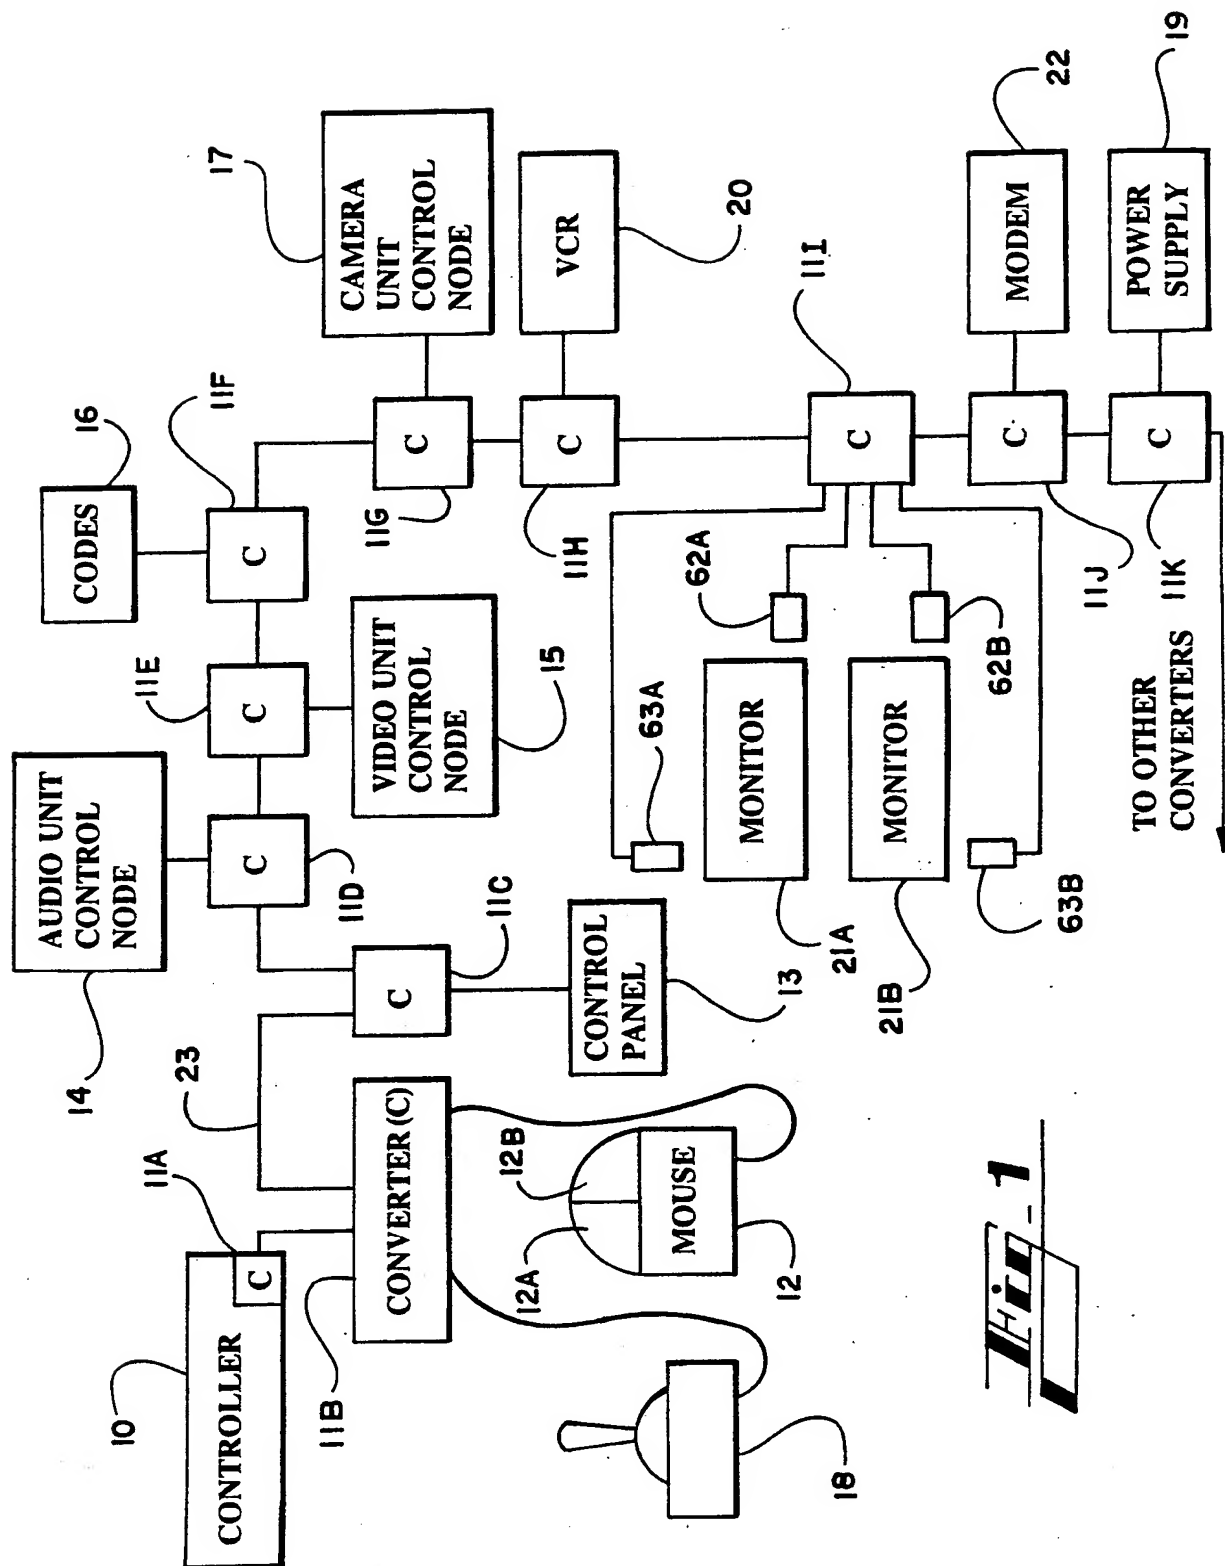 10
CONTROLLER
C
11A
23
11B
CONVERTER (C)
18
12A
12B
MOUSE
12
14
AUDIO UNIT
CONTROL
NODE
C
11D
C
11C
CONTROL
PANEL
13
11E
C
VIDEO UNIT
CONTROL
NODE
15
16
CODES
11F
C
17
CAMERA
UNIT
CONTROL
NODE
C
11G
VCR
20
C
11H
11I
C
62A
62B
63A
63B
MONITOR
21A
MONITOR
21B
MODEM
22
C
11J
POWER
SUPPLY
19
C
11K
TO OTHER
CONVERTERS